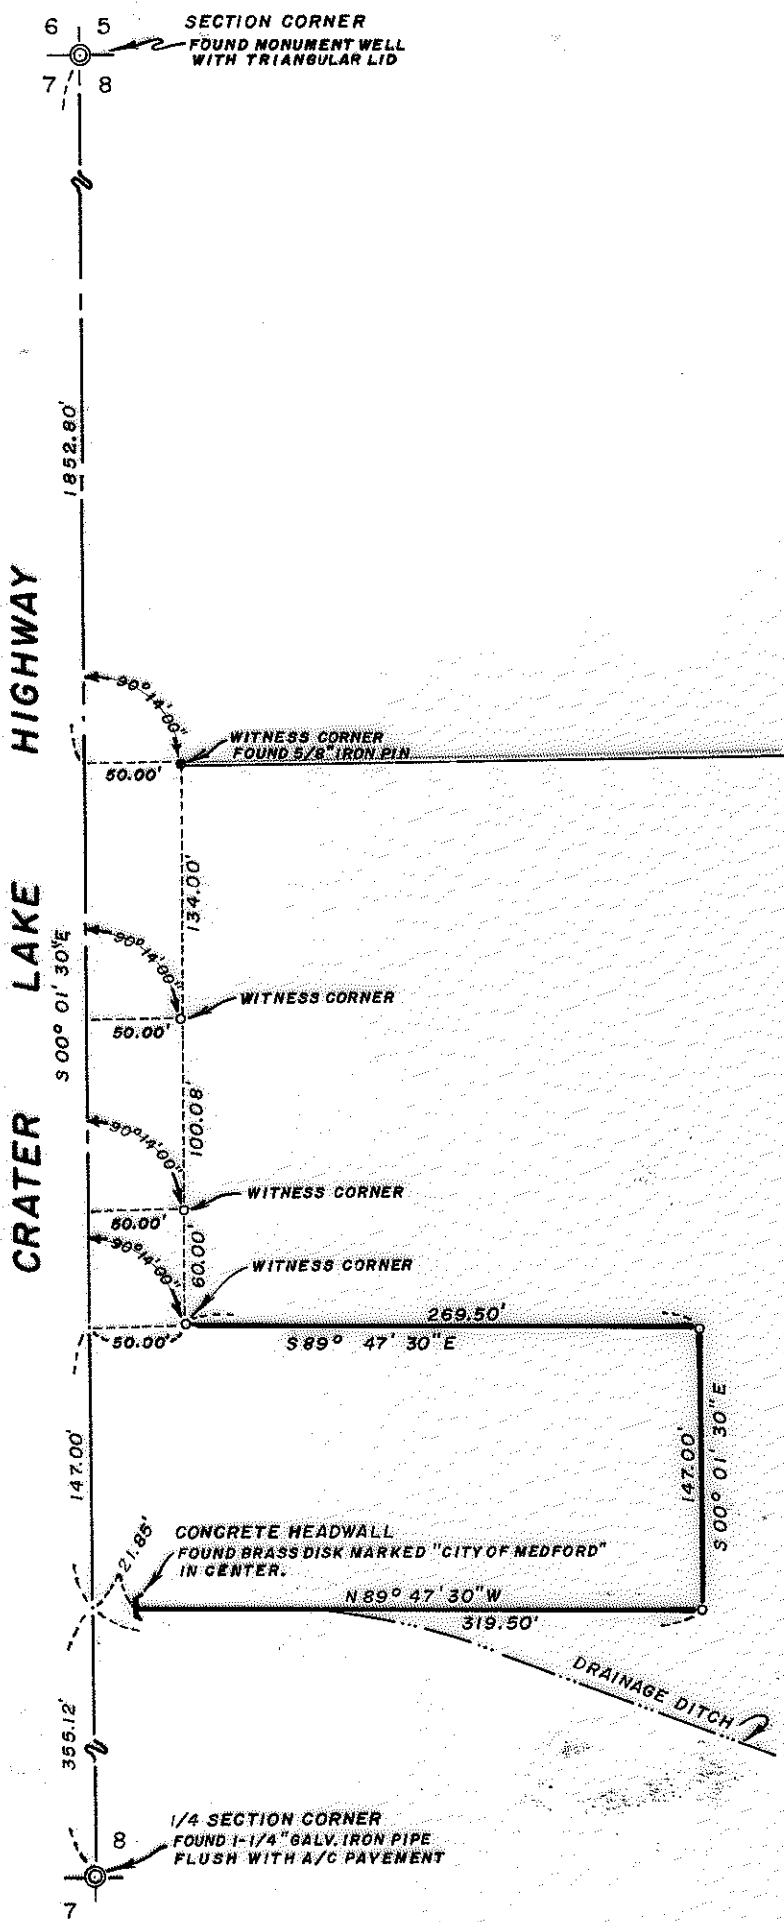 6 5
SECTION CORNER
FOUND MONUMENT WELL
WITH TRIANGULAR LID
7 8
1852.80'
CRATER LAKE HIGHWAY
S 00° 01' 30" E
90° 14' 00"
WITNESS CORNER
FOUND 5/8" IRON PIN
50.00'
134.00'
90° 14' 00"
WITNESS CORNER
50.00'
100.08'
90° 14' 00"
WITNESS CORNER
50.00'
60.00'
90° 14' 00"
WITNESS CORNER
269.50'
50.00'
S 89° 47' 30" E
147.00'
147.00'
S 00° 01' 30" E
21.85'
CONCRETE HEADWALL
FOUND BRASS DISK MARKED "CITY OF MEDFORD"
IN CENTER.
N 89° 47' 30" W
319.50'
DRAINAGE DITCH
355.12'
1/4 SECTION CORNER
8
FOUND 1-1/4" GALV. IRON PIPE
FLUSH WITH A/C PAVEMENT
7